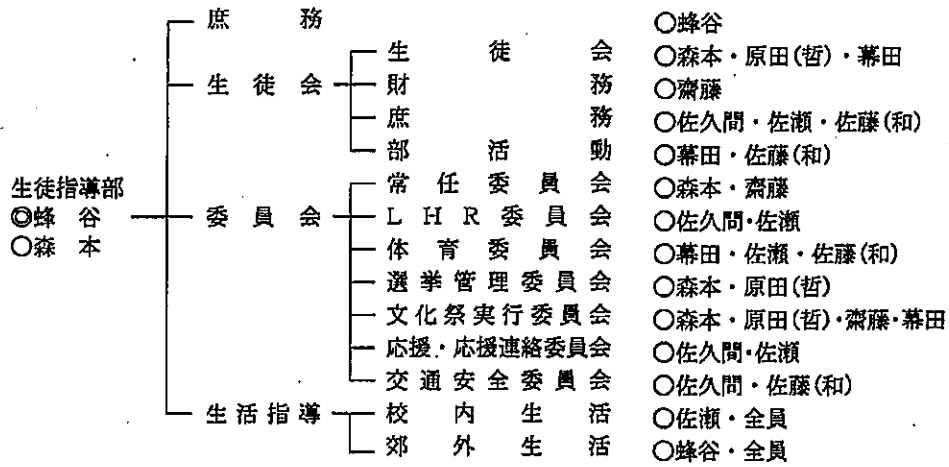 庶務 ○蜂谷
生徒会 ○森本・原田(哲)・幕田
生徒会 財務 ○齋藤
庶務 ○佐久間・佐瀬・佐藤(和)
部活動 ○幕田・佐藤(和)
生徒指導部 常任委員会 ○森本・齋藤
◎蜂谷 委員会 LHR委員会 ○佐久間・佐瀬
○森本 体育委員会 ○幕田・佐瀬・佐藤(和)
選挙管理委員会 ○森本・原田(哲)
文化祭実行委員会 ○森本・原田(哲)・齋藤・幕田
応援・応援連絡委員会 ○佐久間・佐瀬
交通安全委員会 ○佐久間・佐藤(和)
生活指導 校内生活 ○佐瀬・全員
郊外生活 ○蜂谷・全員